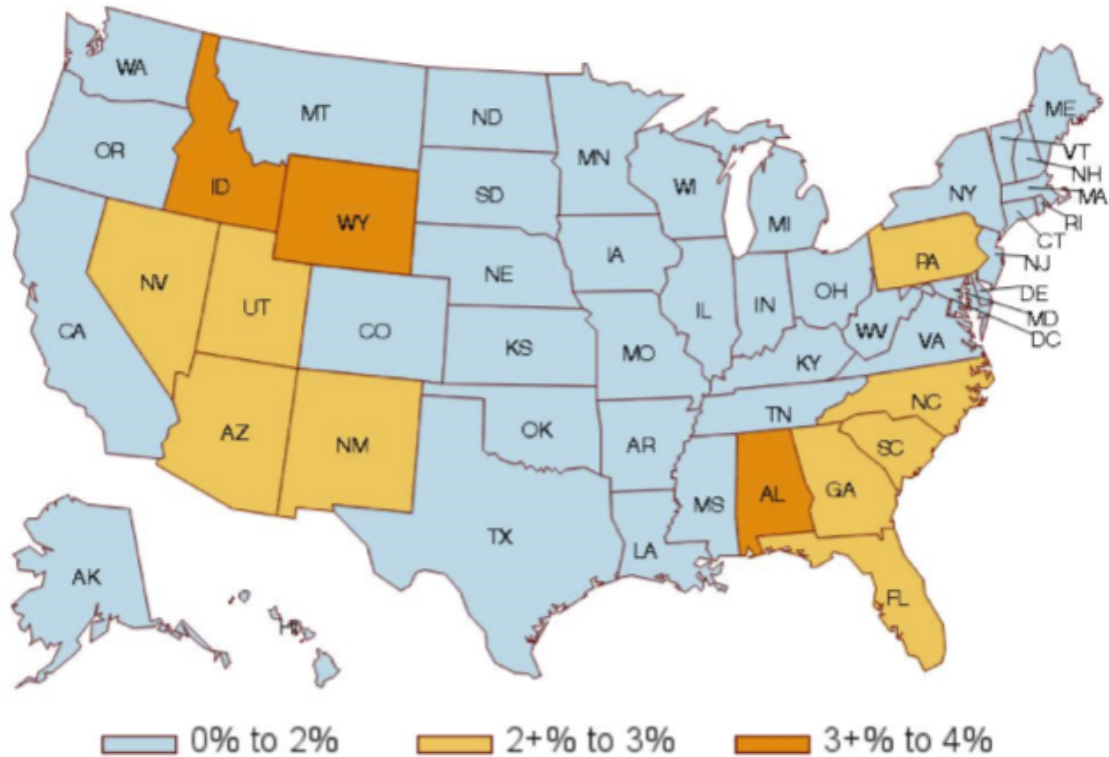 WA
MT
ND
MN
ME
OR
ID
SD
WI
VT
NH
NY
MA
WY
MI
RI
CT
IA
PA
NJ
NV
NE
OH
DE
UT
IL
IN
MD
CA
CO
WV
DC
KS
MO
VA
KY
NC
TN
AZ
NM
OK
AR
SC
AL
GA
MS
TX
LA
AK
FL
HI
0% to 2%
2+% to 3%
3+% to 4%